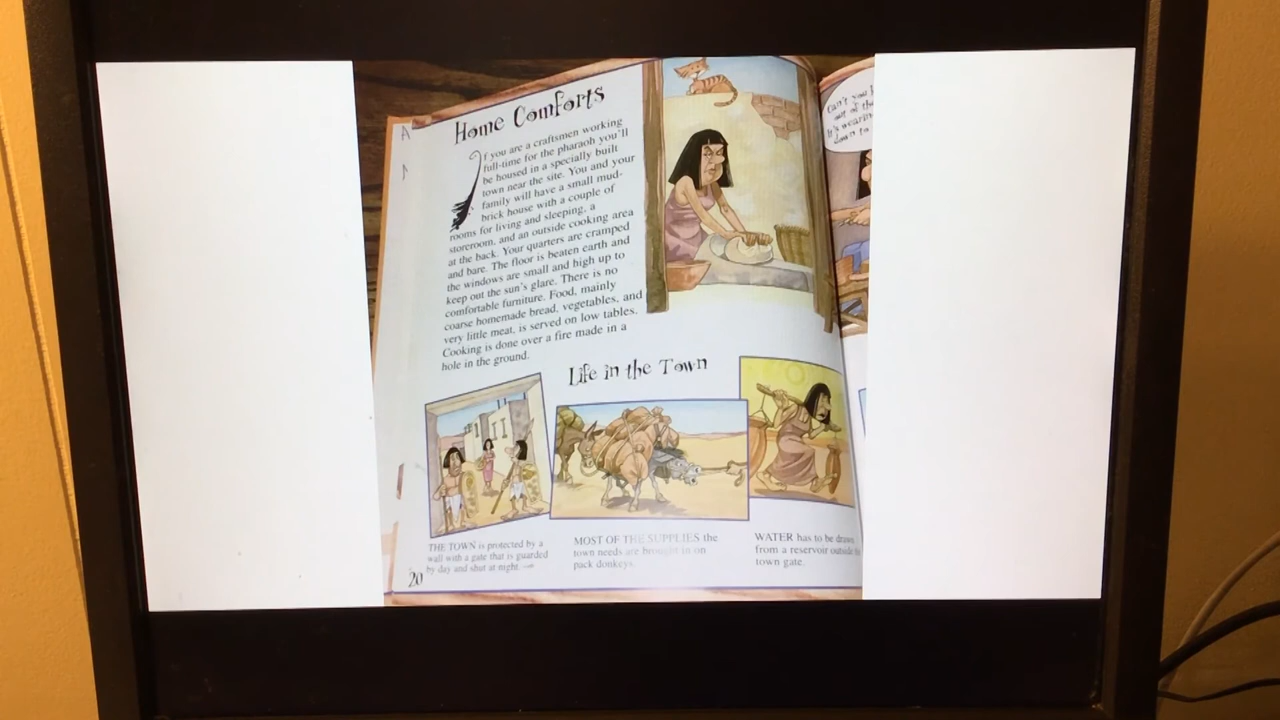 Home Comforts
If you are a craftsmen working
full-time for the pharaoh you'll
be housed in a specially built
town near the site. You and your
family will have a small mud-
brick house with a couple of
rooms for living and sleeping, a
storeroom, and an outside cooking area
at the back. Your quarters are cramped
and bare. The floor is beaten earth and
the windows are small and high up to
keep out the sun's glare. There is no
comfortable furniture. Food, mainly
coarse homemade bread, vegetables, and
very little meat, is served on low tables.
Cooking is done over a fire made in a
hole in the ground.
Can't you
out of the
It's wearing
down to
Life in the Town
THE TOWN is protected by a
wall with a gate that is guarded
by day and shut at night.
MOST OF THE SUPPLIES the
town needs are brought in on
pack donkeys.
WATER has to be drawn
from a reservoir outside
town gate.
20